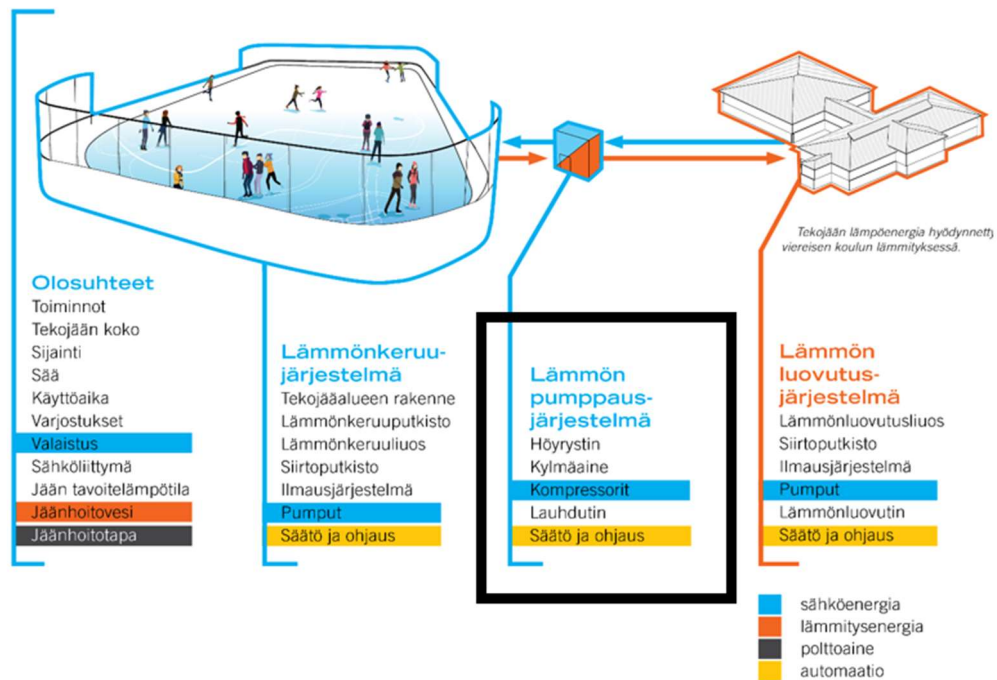 Tekojään lämpöenergia hyödynnetty
viereisen koulun lämmityksessä.
Olosuhteet
Toiminnot
Tekojään koko
Sijainti
Sää
Käyttöaika
Varjostukset
Valaistus
Sähköliittymä
Jään tavoitelämpötila
Jäänhoitovesi
Jäänhoitotapa
Lämmönkeruu-
järjestelmä
Tekojääalueen rakenne
Lämmönkeruuputkisto
Lämmönkeruuliuos
Siirtoputkisto
Ilmausjärjestelmä
Pumput
Säätö ja ohjaus
Lämmön
pumppaus-
järjestelmä
Höyrystin
Kylmäaine
Kompressorit
Lauhdutin
Säätö ja ohjaus
Lämmön
luovutus-
järjestelmä
Lämmönluovutusliuos
Siirtoputkisto
Ilmausjärjestelmä
Pumput
Lämmönluovutin
Säätö ja ohjaus
sähköenergia
lämmitysenergia
polttoaine
automaatio